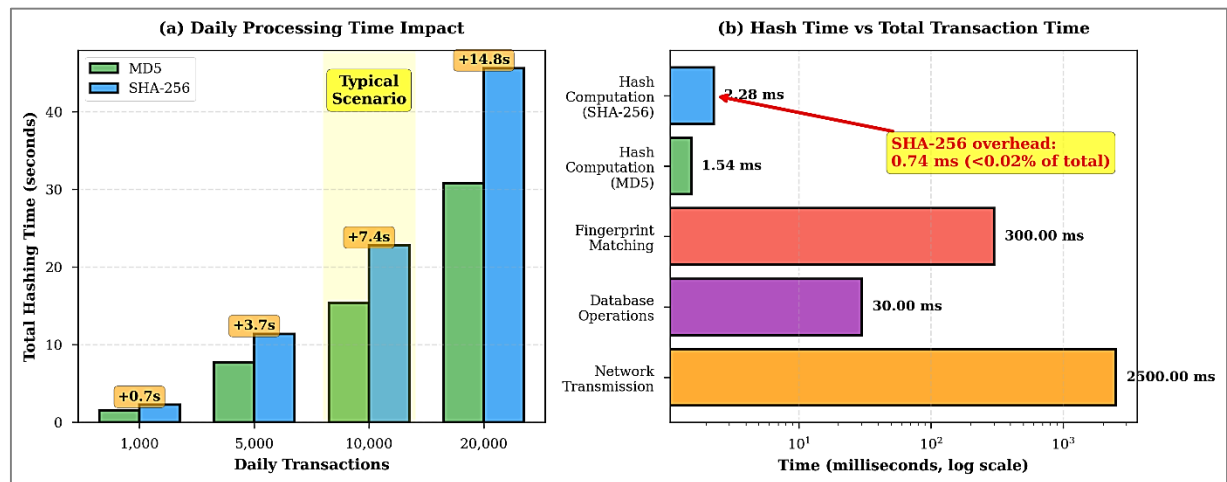 (a) Daily Processing Time Impact
MD5
SHA-256
Typical
Scenario
+0.7s
+3.7s
+7.4s
+14.8s
Total Hashing Time (seconds)
40
30
20
10
0
1,000
5,000
10,000
20,000
Daily Transactions
(b) Hash Time vs Total Transaction Time
Hash
Computation
(SHA-256)
2.28 ms
SHA-256 overhead:
0.74 ms (<0.02% of total)
Hash
Computation
(MD5)
1.54 ms
Fingerprint
Matching
300.00 ms
Database
Operations
30.00 ms
Network
Transmission
2500.00 ms
10¹
10²
10³
Time (milliseconds, log scale)